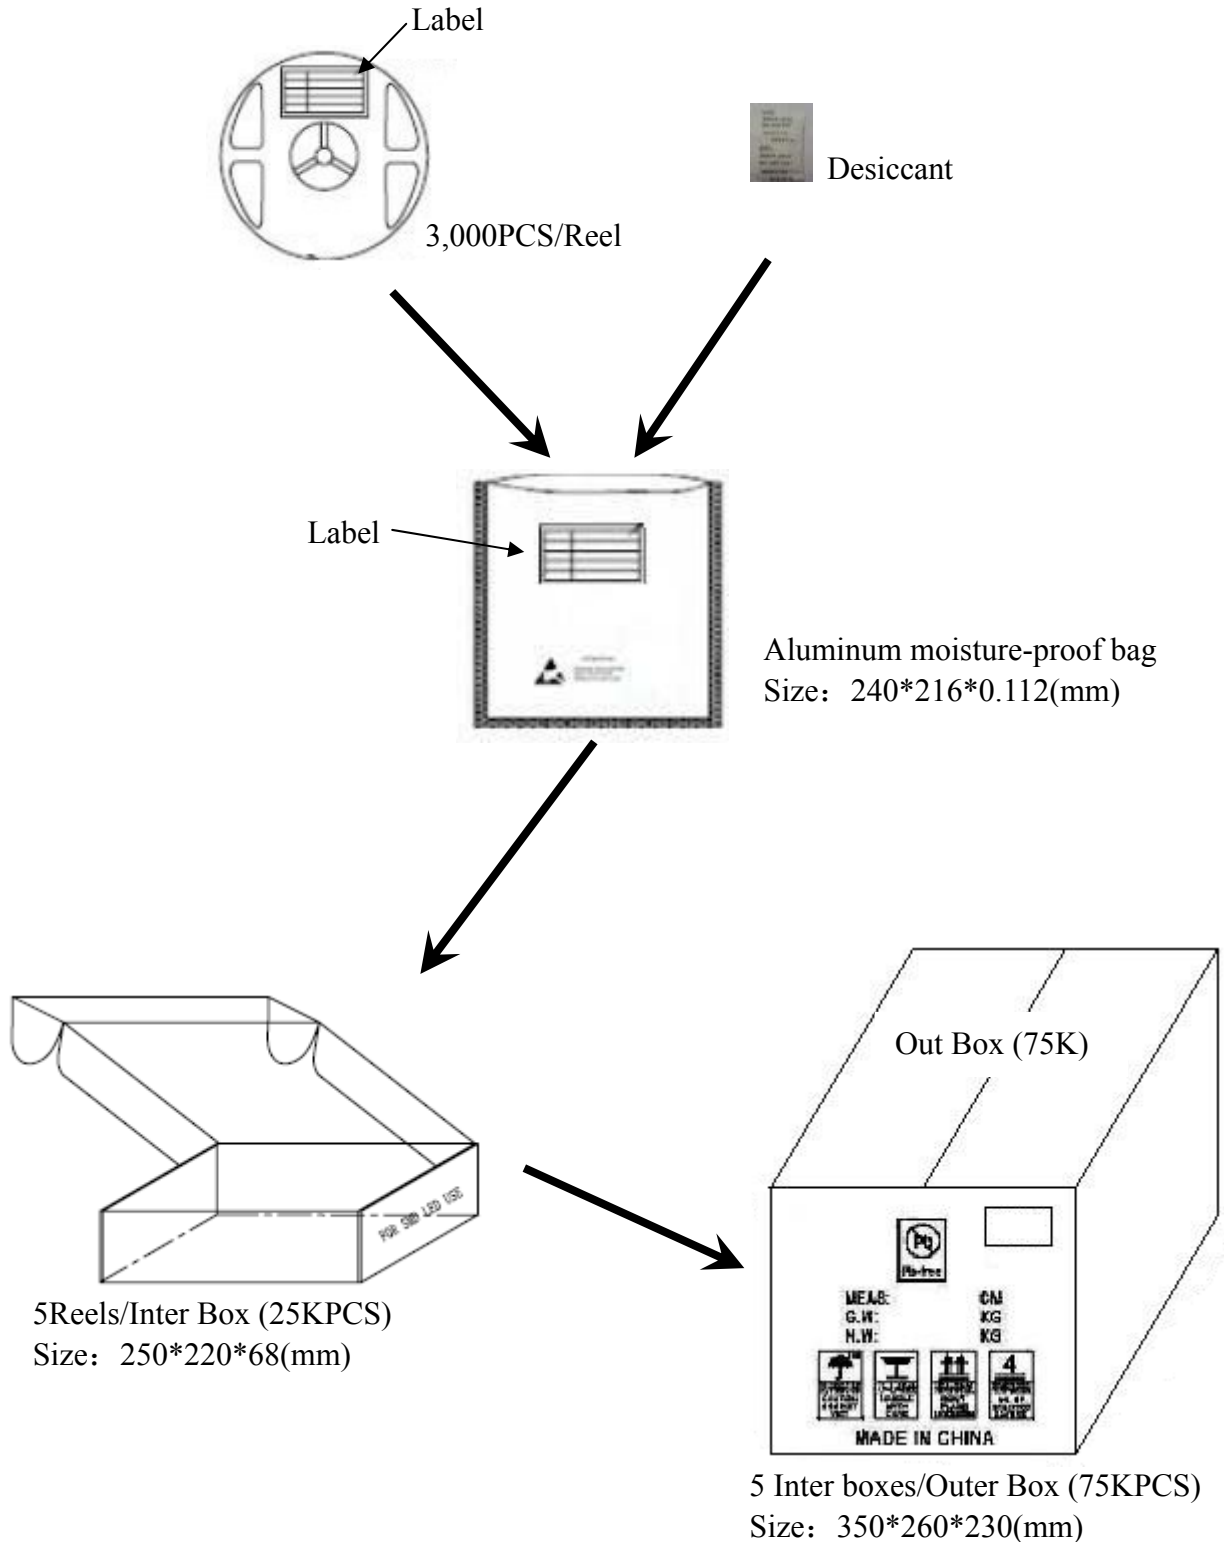 Label
Desiccant
3,000PCS/Reel
Label
Aluminum moisture-proof bag
Size：240*216*0.112(mm)
Out Box (75K)
FOR SMD LED USE
Pb
Pb-free
MEAS: CM
G.W: KG
N.W: KG
4
MADE IN CHINA
5Reels/Inter Box (25KPCS)
Size：250*220*68(mm)
5 Inter boxes/Outer Box (75KPCS)
Size：350*260*230(mm)